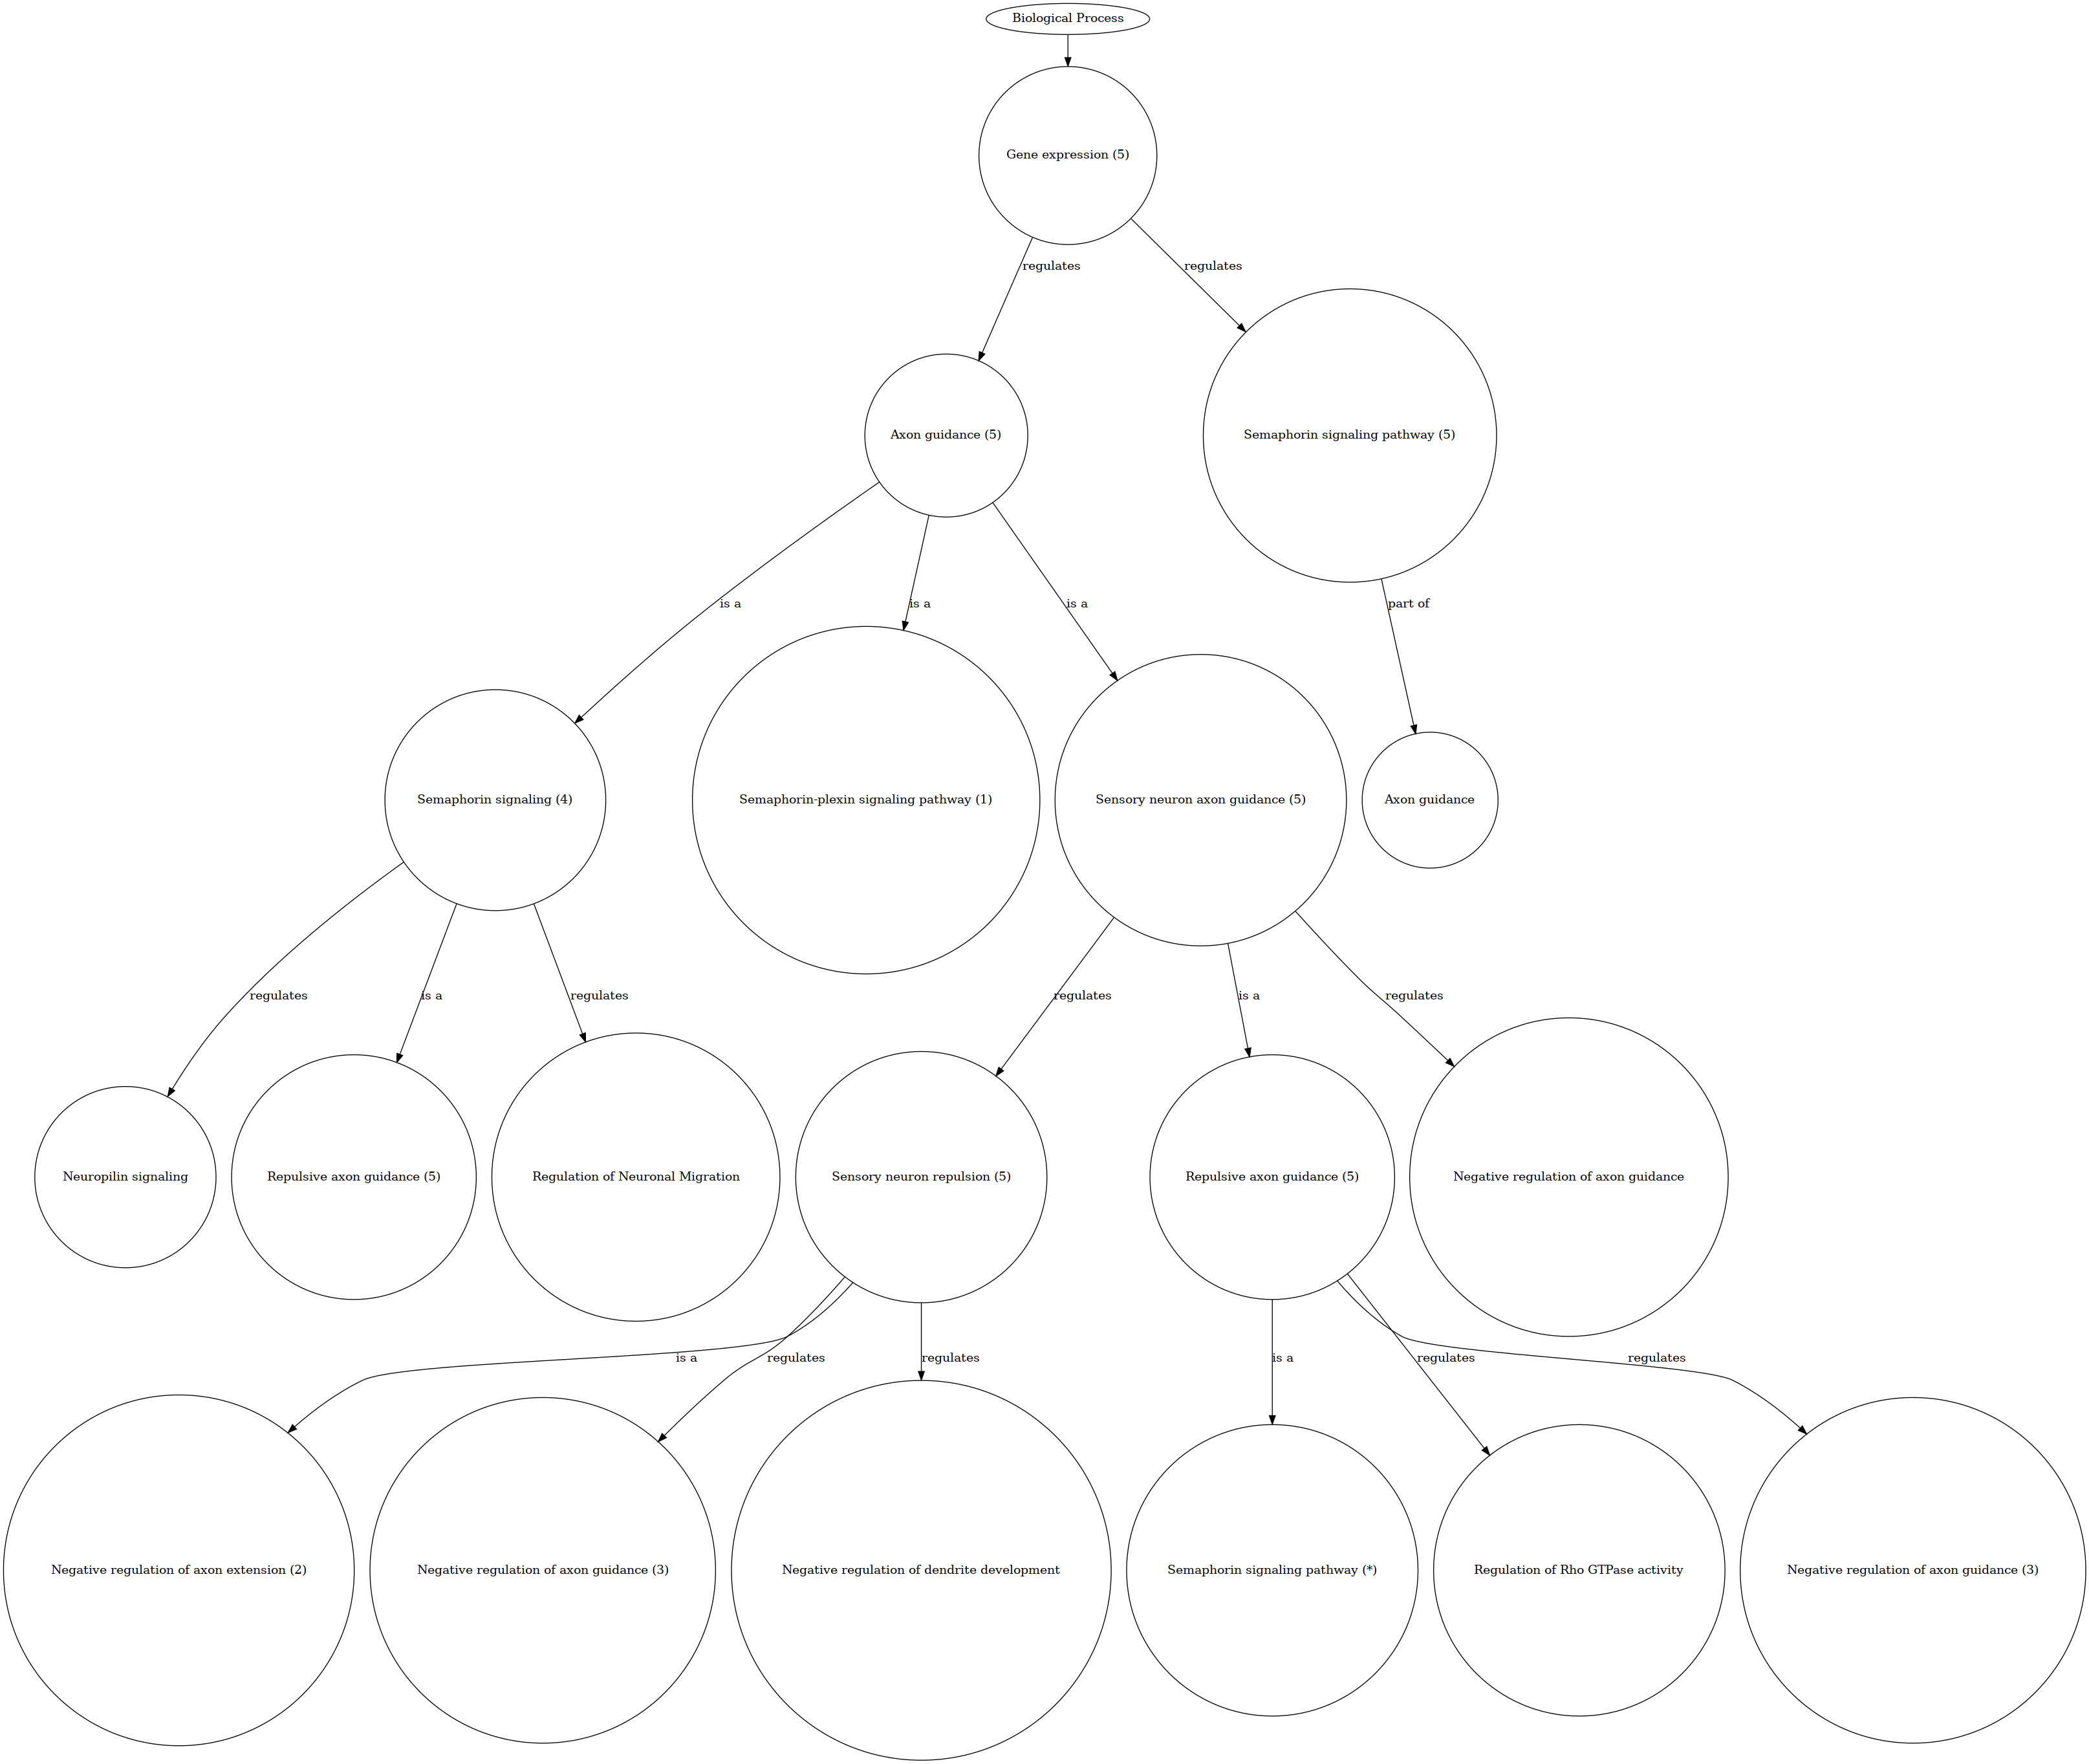 Biological Process
Gene expression (5)
regulates
regulates
Axon guidance (5)
Semaphorin signaling pathway (5)
is a
is a
is a
part of
Semaphorin signaling (4)
Semaphorin-plexin signaling pathway (1)
Sensory neuron axon guidance (5)
Axon guidance
regulates
is a
regulates
regulates
is a
regulates
Neuropilin signaling
Repulsive axon guidance (5)
Regulation of Neuronal Migration
Sensory neuron repulsion (5)
Repulsive axon guidance (5)
Negative regulation of axon guidance
is a
regulates
regulates
is a
regulates
regulates
Negative regulation of axon extension (2)
Negative regulation of axon guidance (3)
Negative regulation of dendrite development
Semaphorin signaling pathway (*)
Regulation of Rho GTPase activity
Negative regulation of axon guidance (3)